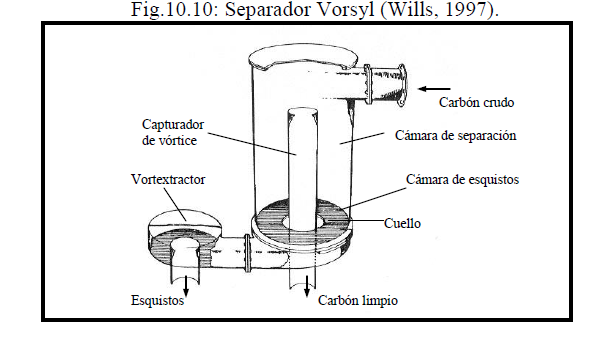 Fig.10.10: Separador Vorsyl (Wills, 1997).
Carbón crudo
Capturador
de vórtice
Cámara de separación
Vortextractor
Cámara de esquistos
Cuello
Esquistos
Carbón limpio